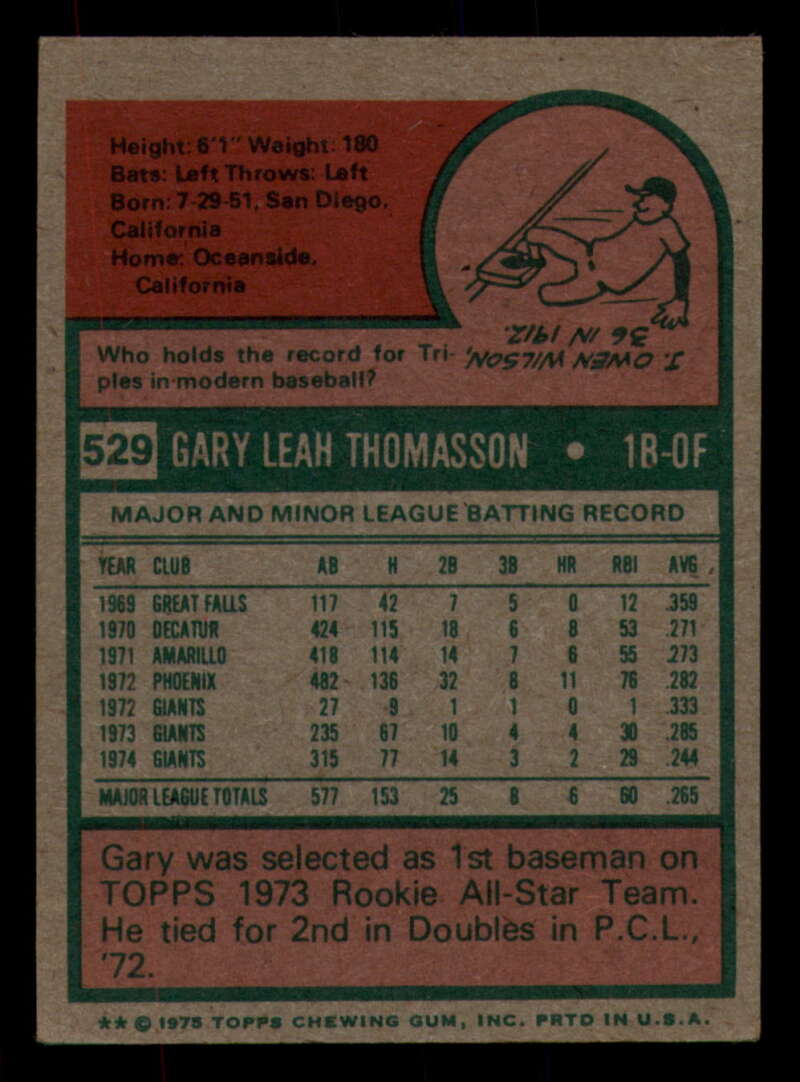 Height: 6'1" Weight: 180
Bats: Left Throws: Left
Born: 7-29-51, San Diego,
California
Home: Oceanside,
California
Who holds the record for Tri-
ples in modern baseball?
J. OWEN WILSON,
36 IN 1912.
529 GARY LEAH THOMASSON • 1B-OF
MAJOR AND MINOR LEAGUE BATTING RECORD
YEAR CLUB AB H 2B 3B HR RBI AVG.
1969 GREAT FALLS 117 42 7 5 0 12 .359
1970 DECATUR 424 115 18 6 8 53 .271
1971 AMARILLO 418 114 14 7 6 55 .273
1972 PHOENIX 482 136 32 8 11 76 .282
1972 GIANTS 27 9 1 1 0 1 .333
1973 GIANTS 235 67 10 4 4 30 .285
1974 GIANTS 315 77 14 3 2 29 .244
MAJOR LEAGUE TOTALS 577 153 25 8 6 60 .265
Gary was selected as 1st baseman on
TOPPS 1973 Rookie All-Star Team.
He tied for 2nd in Doubles in P.C.L.,
'72.
** © 1975 TOPPS CHEWING GUM, INC. PRTD IN U.S.A.